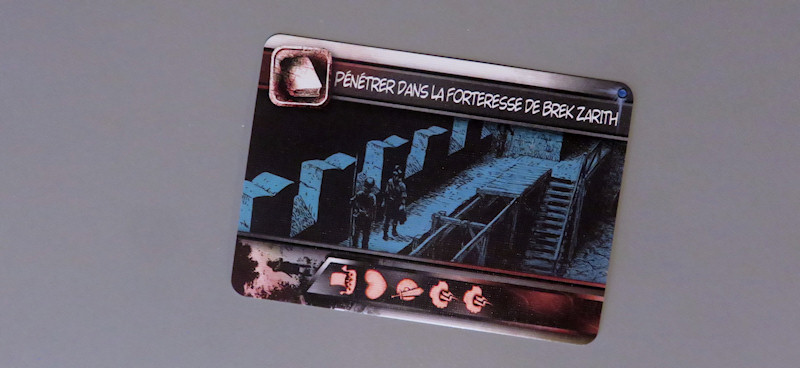 PÉNÉTRER DANS LA FORTERESSE DE BREK ZARITH